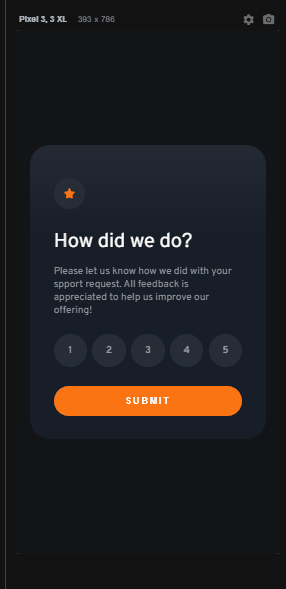 Pixel 3, 3 XL 393 x 786
How did we do?
Please let us know how we did with your
spport request. All feedback is
appreciated to help us improve our
offering!
1 2 3 4 5
SUBMIT